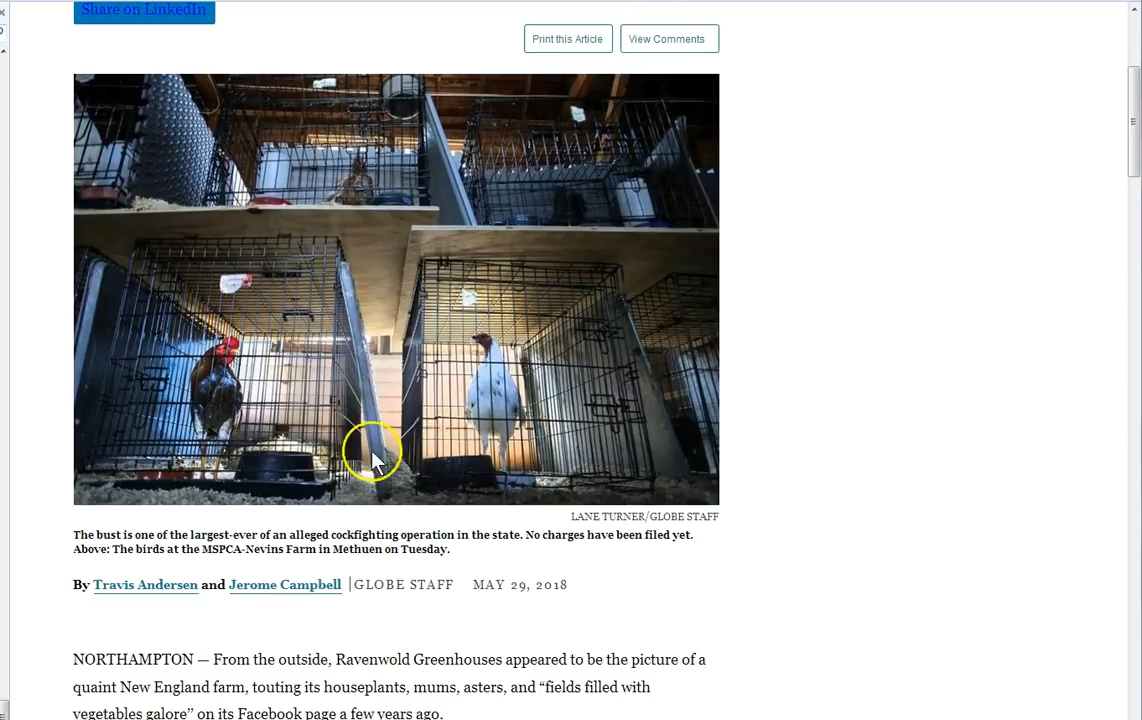 Share on LinkedIn
Print this Article
View Comments
LANE TURNER/GLOBE STAFF
The bust is one of the largest-ever of an alleged cockfighting operation in the state. No charges have been filed yet.
Above: The birds at the MSPCA-Nevins Farm in Methuen on Tuesday.
By Travis Andersen and Jerome Campbell | GLOBE STAFF MAY 29, 2018
NORTHAMPTON — From the outside, Ravenwold Greenhouses appeared to be the picture of a
quaint New England farm, touting its houseplants, mums, asters, and “fields filled with
vegetables galore” on its Facebook page a few years ago.